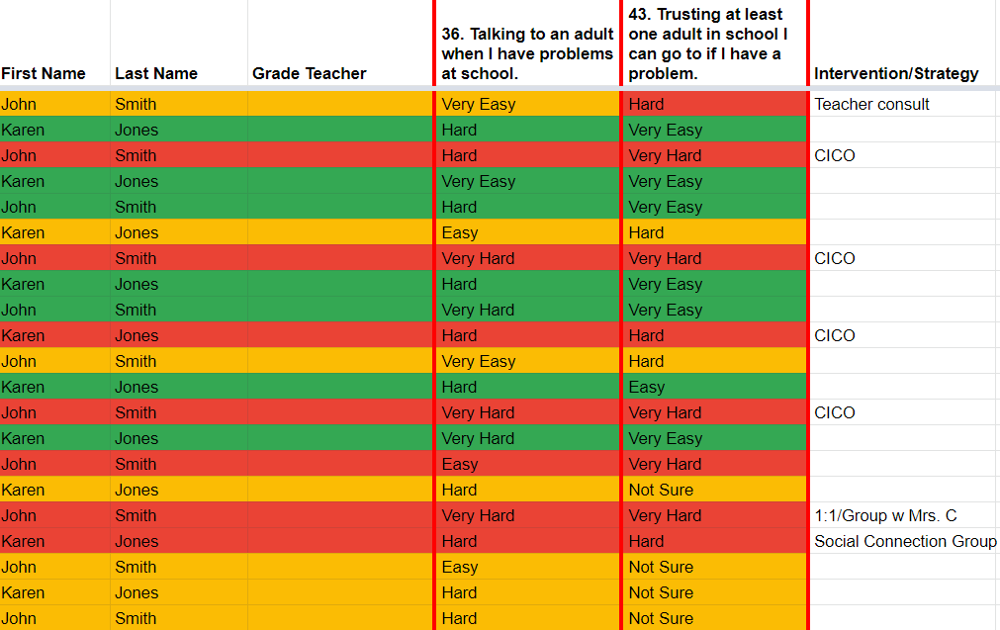 First Name Last Name Grade Teacher 36. Talking to an adult when I have problems at school. 43. Trusting at least one adult in school I can go to if I have a problem. Intervention/Strategy
John Smith Very Easy Hard Teacher consult
Karen Jones Hard Very Easy
John Smith Hard Very Hard CICO
Karen Jones Very Easy Very Easy
John Smith Hard Very Easy
Karen Jones Easy Hard
John Smith Very Hard Very Hard CICO
Karen Jones Hard Very Easy
John Smith Very Hard Very Easy
Karen Jones Hard Hard CICO
John Smith Very Easy Hard
Karen Jones Hard Easy
John Smith Very Hard Very Hard CICO
Karen Jones Very Hard Very Easy
John Smith Easy Very Hard
Karen Jones Hard Not Sure
John Smith Very Hard Very Hard 1:1/Group w Mrs. C
Karen Jones Hard Hard Social Connection Group
John Smith Easy Not Sure
Karen Jones Hard Not Sure
John Smith Hard Not Sure